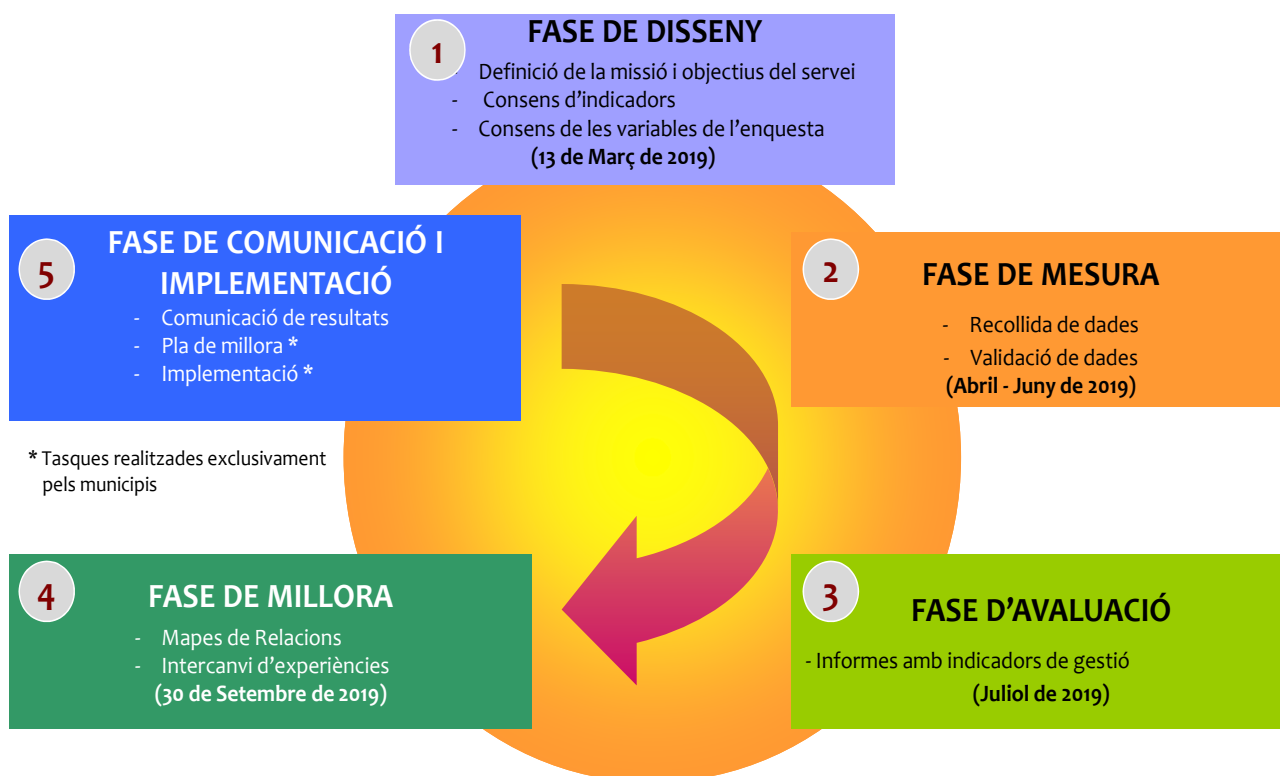 1
FASE DE DISSENY
- Definició de la missió i objectius del servei
- Consens d'indicadors
- Consens de les variables de l'enquesta
(13 de Març de 2019)
2
FASE DE MESURA
- Recollida de dades
- Validació de dades
(Abril - Juny de 2019)
3
FASE D'AVALUACIÓ
- Informes amb indicadors de gestió
(Juliol de 2019)
4
FASE DE MILLORA
- Mapes de Relacions
- Intercanvi d'experiències
(30 de Setembre de 2019)
5
FASE DE COMUNICACIÓ I
IMPLEMENTACIÓ
- Comunicació de resultats
- Pla de millora *
- Implementació *
* Tasques realitzades exclusivament
pels municipis